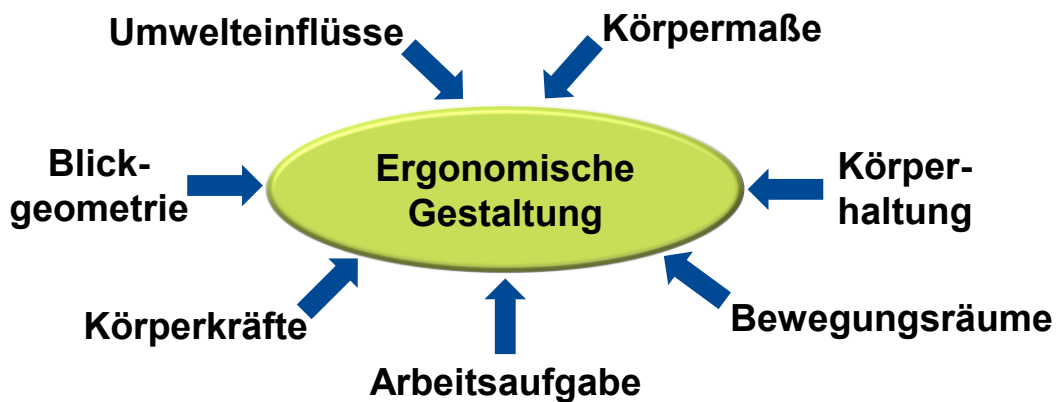 Umwelteinflüsse
Körpermaße
Blick-
geometrie
Ergonomische
Gestaltung
Körper-
haltung
Körperkräfte
Bewegungsräume
Arbeitsaufgabe